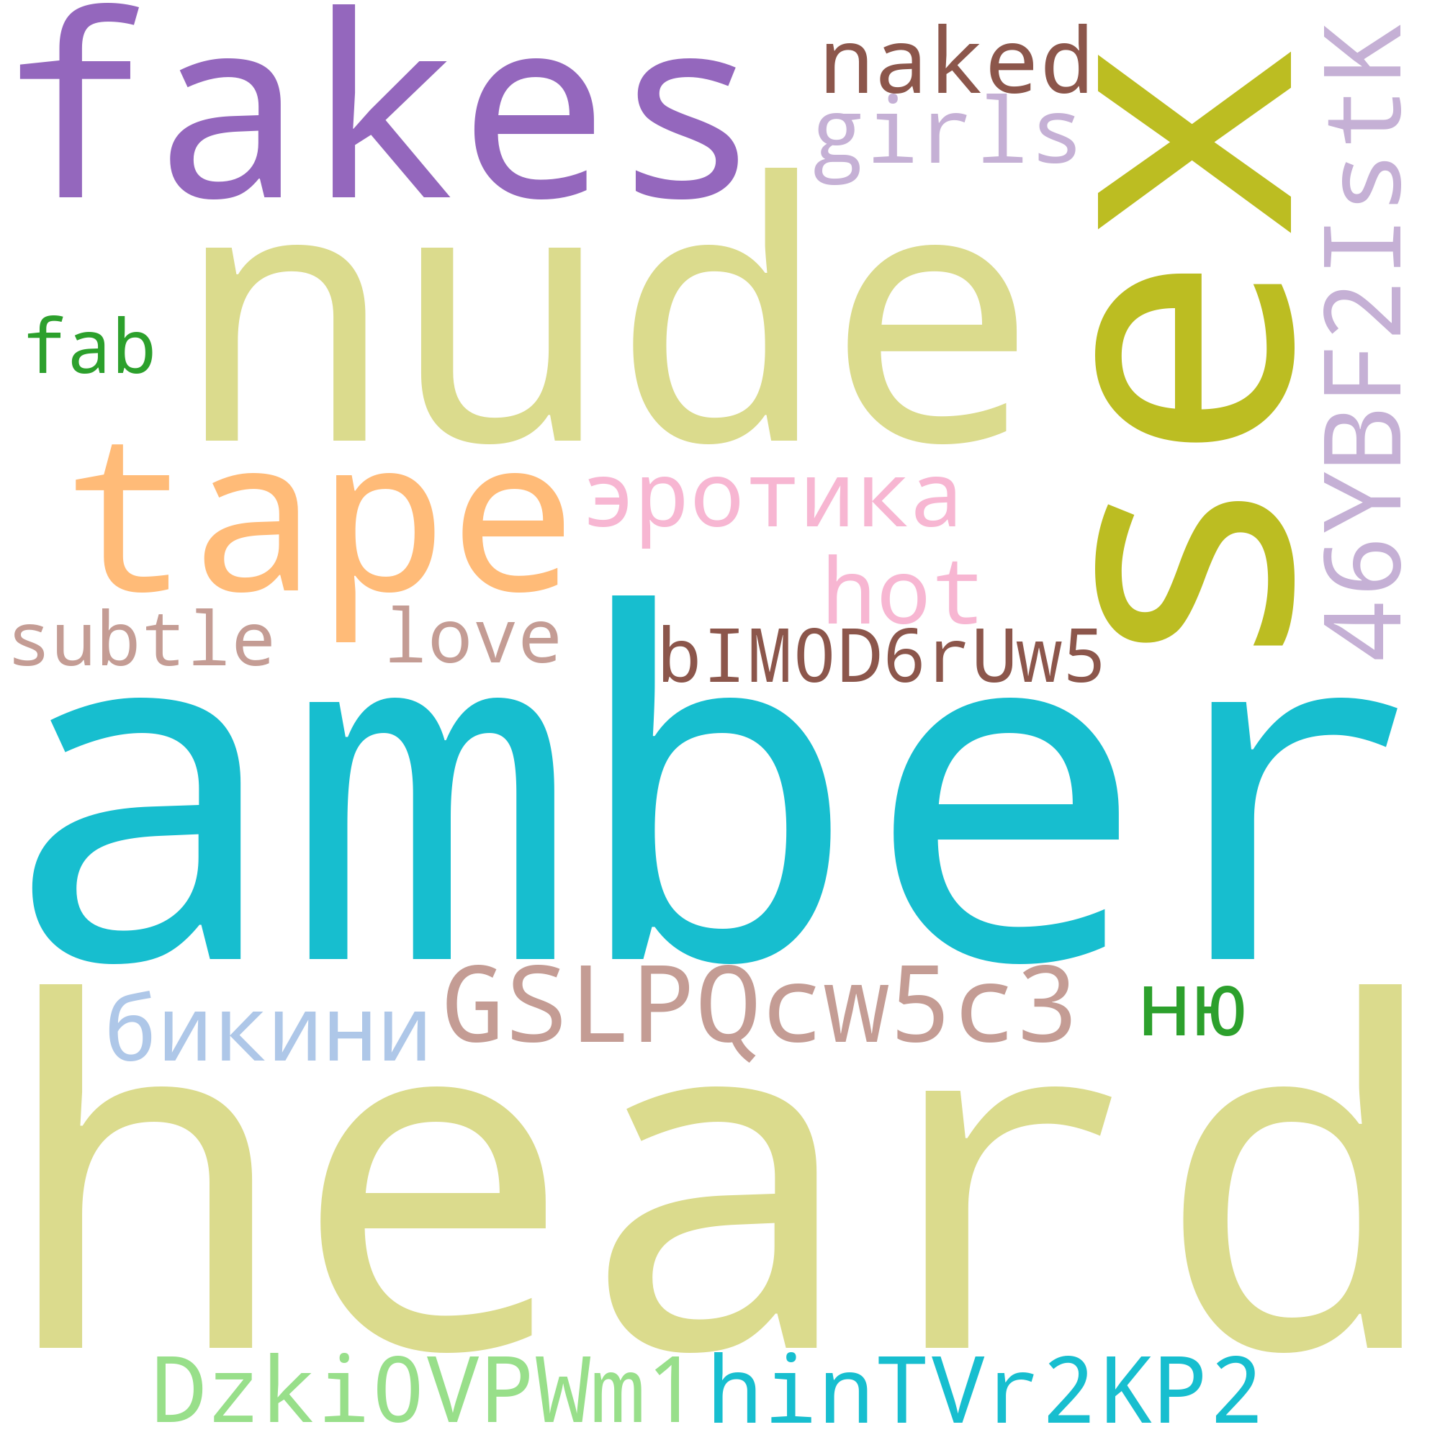 fakes
naked
girls
sex
46YBF2IstK
nude
fab
tape
эротика
hot
subtle
love
bIMOD6rUw5
amber
бикини
GSLPQcw5c3
ню
heard
DzkiOVPWm1
hinTVr2KP2